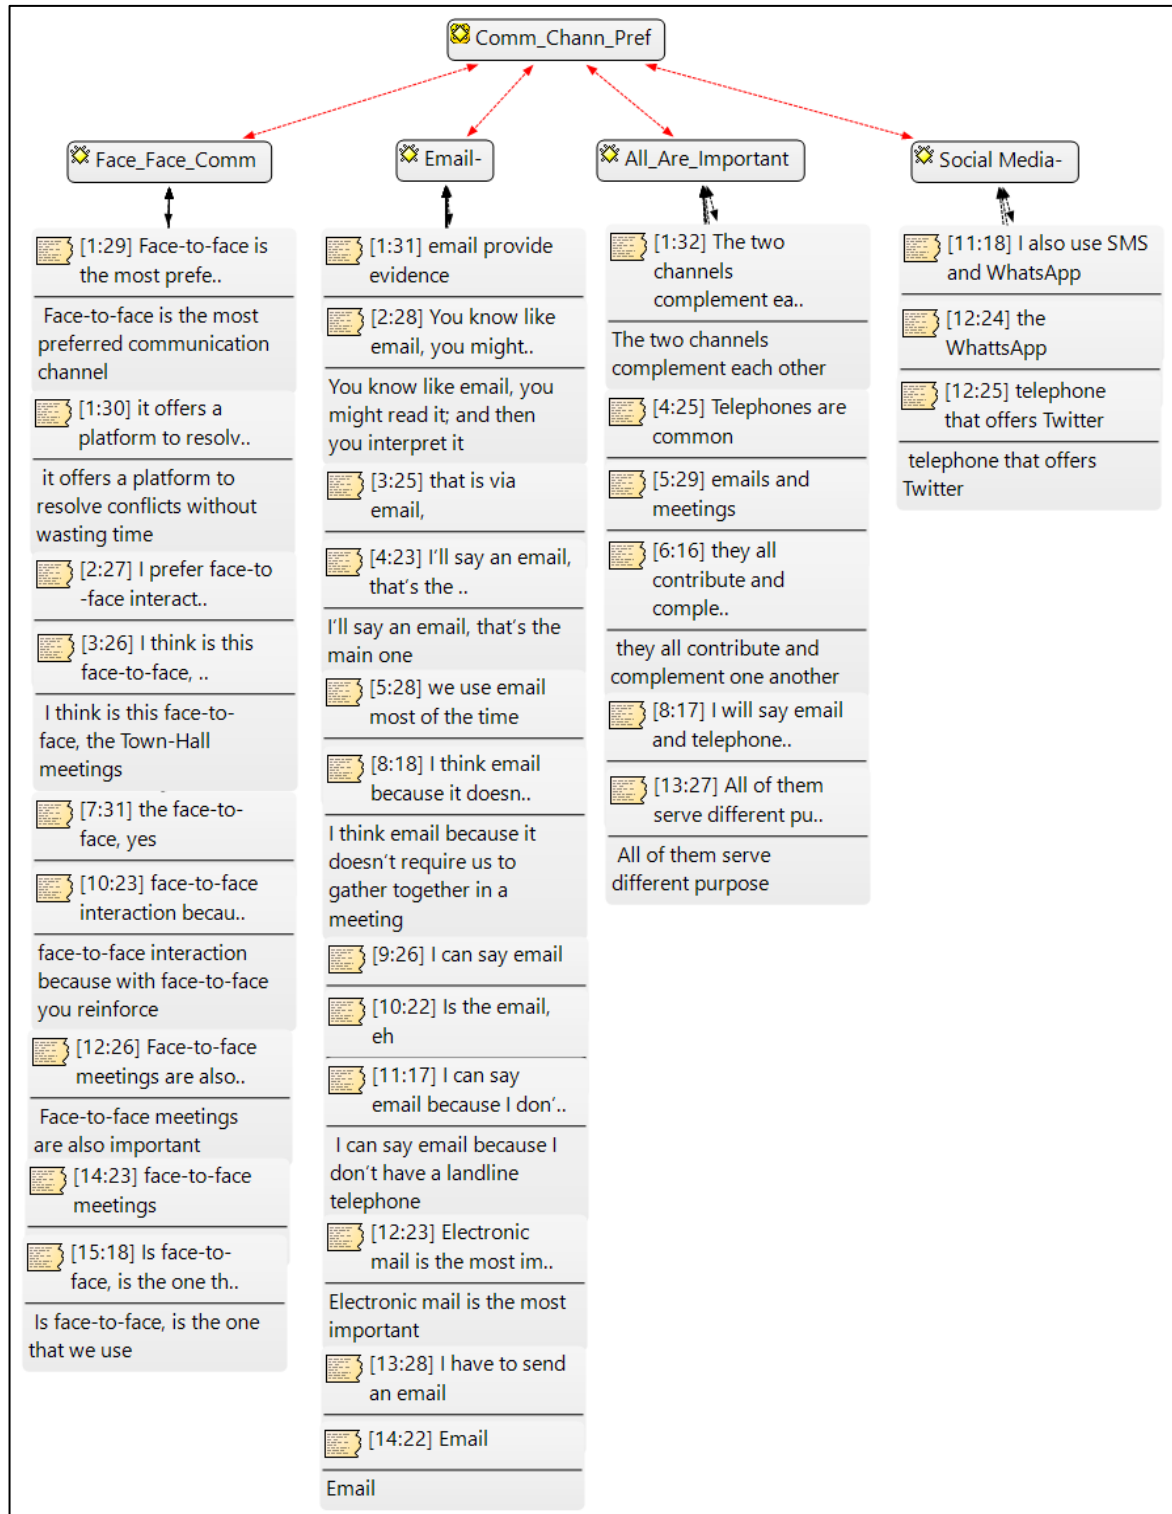 Comm_Chann_Pref
Face_Face_Comm
[1:29] Face-to-face is
the most prefe..
Face-to-face is the most
preferred communication
channel
[1:30] it offers a
platform to resolv..
it offers a platform to
resolve conflicts without
wasting time
[2:27] I prefer face-to
-face interact..
[3:26] I think is this
face-to-face, ..
I think is this face-to-
face, the Town-Hall
meetings
[7:31] the face-to-
face, yes
[10:23] face-to-face
interaction becau..
face-to-face interaction
because with face-to-face
you reinforce
[12:26] Face-to-face
meetings are also..
Face-to-face meetings
are also important
[14:23] face-to-face
meetings
[15:18] Is face-to-
face, is the one th..
Is face-to-face, is the one
that we use
Email-
[1:31] email provide
evidence
[2:28] You know like
email, you might..
You know like email, you
might read it; and then
you interpret it
[3:25] that is via
email,
[4:23] I'll say an email,
that's the ..
I'll say an email, that's the
main one
[5:28] we use email
most of the time
[8:18] I think email
because it doesn..
I think email because it
doesn't require us to
gather together in a
meeting
[9:26] I can say email
[10:22] Is the email,
eh
[11:17] I can say
email because I don'..
I can say email because I
don't have a landline
telephone
[12:23] Electronic
mail is the most im..
Electronic mail is the most
important
[13:28] I have to send
an email
[14:22] Email
Email
All_Are_Important
[1:32] The two
channels
complement ea..
The two channels
complement each other
[4:25] Telephones are
common
[5:29] emails and
meetings
[6:16] they all
contribute and
comple..
they all contribute and
complement one another
[8:17] I will say email
and telephone..
[13:27] All of them
serve different pu..
All of them serve
different purpose
Social Media-
[11:18] I also use SMS
and WhatsApp
[12:24] the
WhattsApp
[12:25] telephone
that offers Twitter
telephone that offers
Twitter